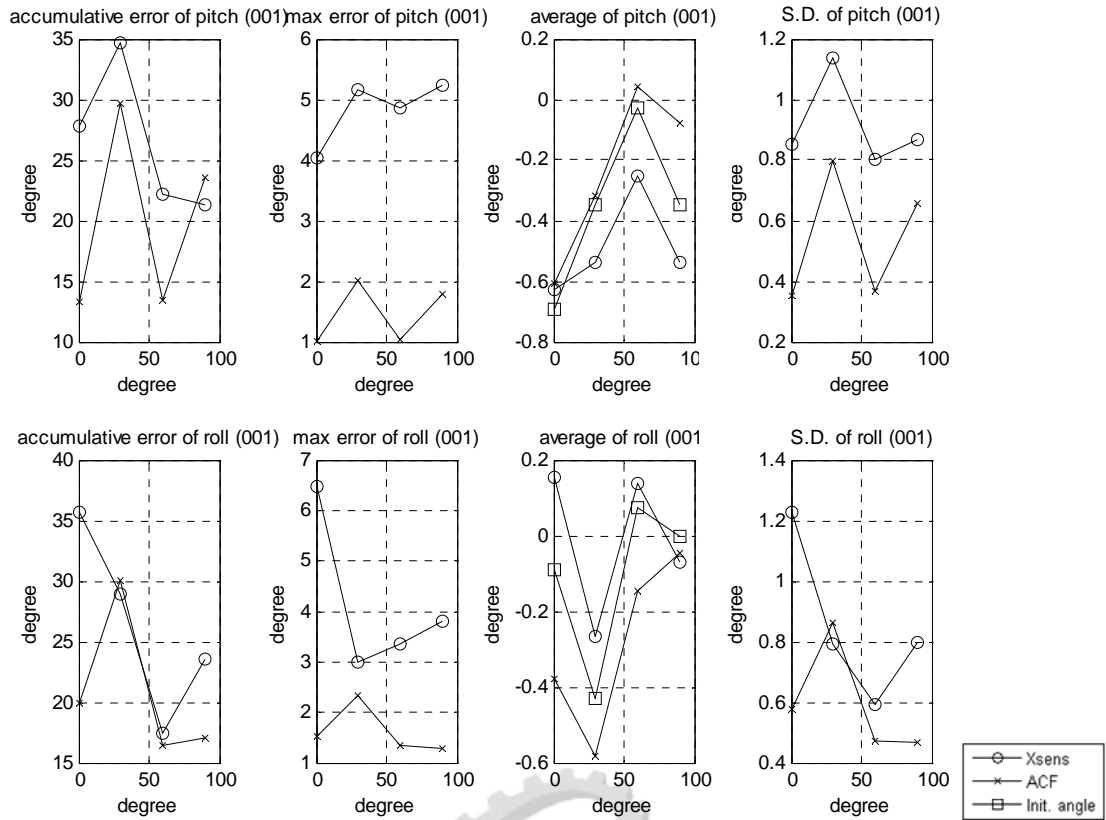 accumulative error of pitch (001)
max error of pitch (001)
average of pitch (001)
S.D. of pitch (001)
35
30
25
20
15
10
degree
0 50 100
degree
6
5
4
3
2
1
degree
0 50 100
degree
0.2
0
-0.2
-0.4
-0.6
-0.8
degree
0 50 10
degree
1.2
1
0.8
0.6
0.4
0.2
degree
0 50 100
degree
accumulative error of roll (001)
max error of roll (001)
average of roll (001
S.D. of roll (001)
40
35
30
25
20
15
degree
0 50 100
degree
7
6
5
4
3
2
1
degree
0 50 100
degree
0.2
0
-0.2
-0.4
-0.6
degree
0 50 100
degree
1.4
1.2
1
0.8
0.6
0.4
degree
0 50 100
degree
Xsens
ACF
Init. angle